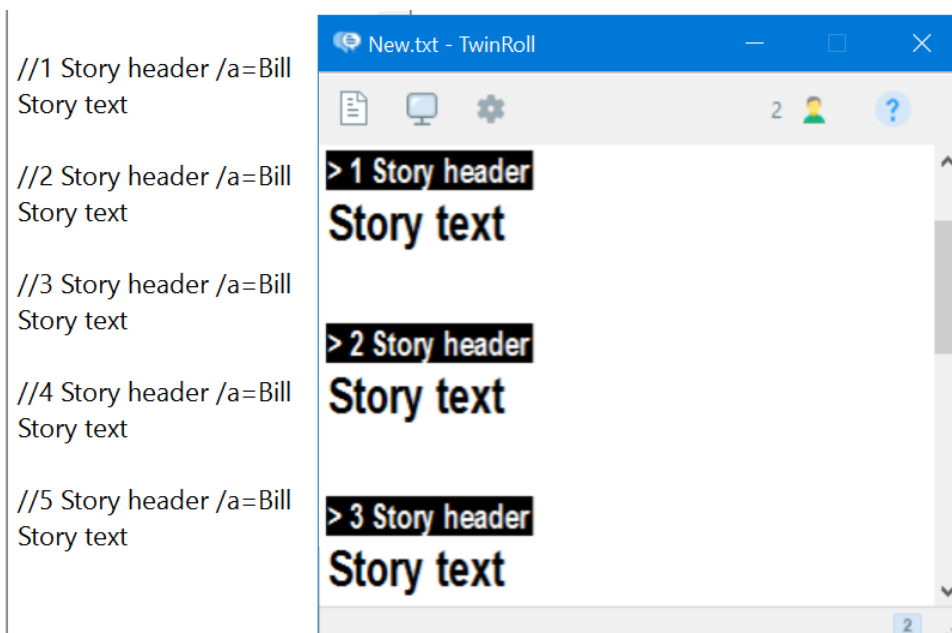 //1 Story header /a=Bill
Story text
//2 Story header /a=Bill
Story text
//3 Story header /a=Bill
Story text
//4 Story header /a=Bill
Story text
//5 Story header /a=Bill
Story text
New.txt - TwinRoll
2
?
> 1 Story header
Story text
> 2 Story header
Story text
> 3 Story header
Story text
2